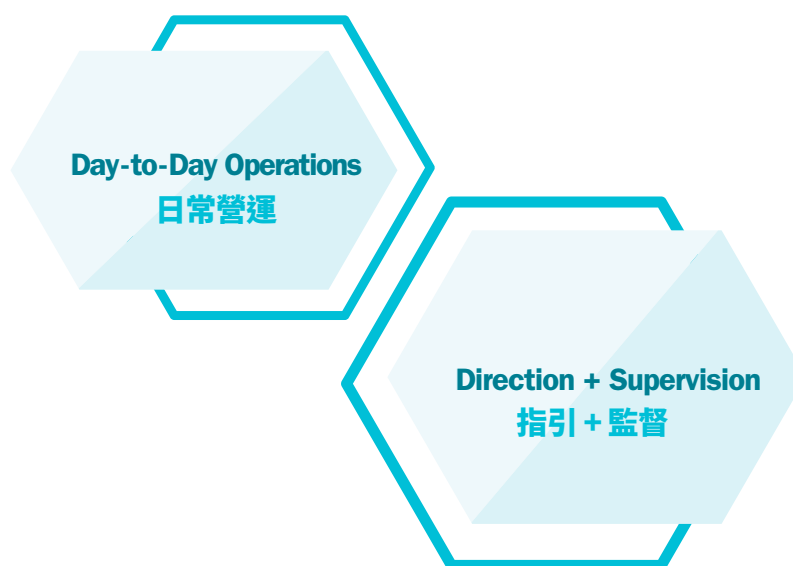 Day-to-Day Operations
日常營運
Direction + Supervision
指引 + 監督